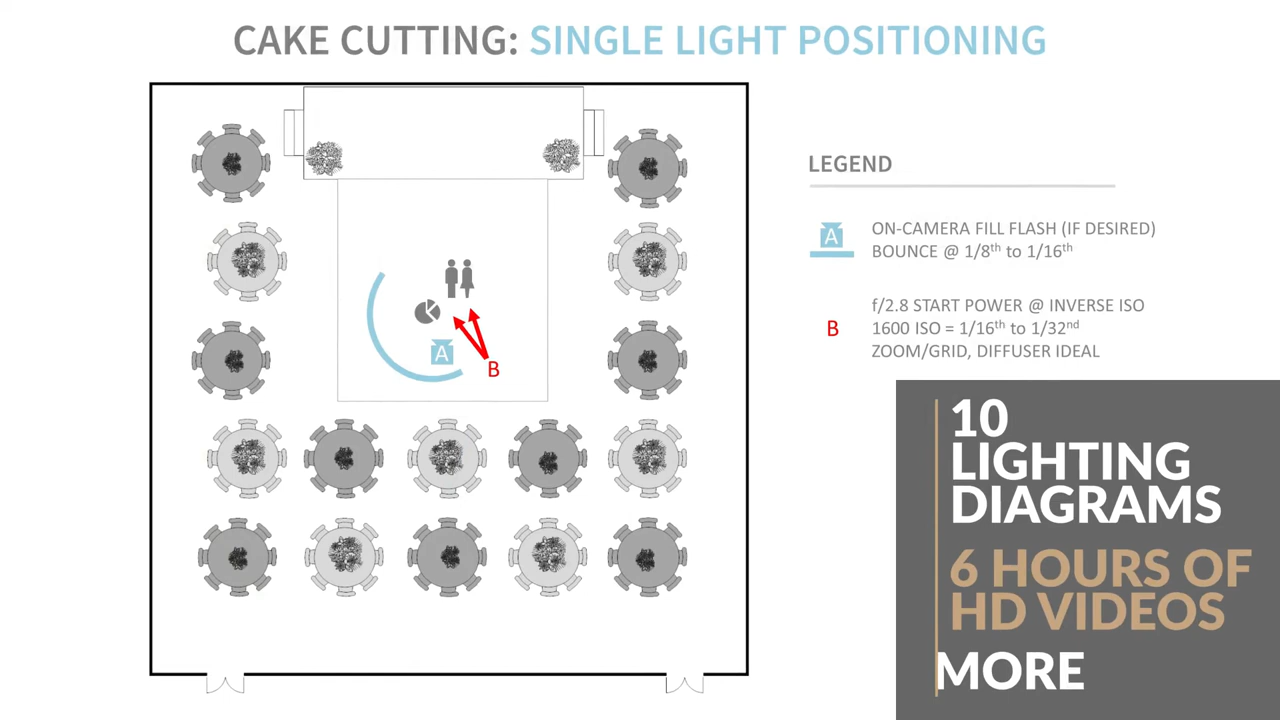 CAKE CUTTING: SINGLE LIGHT POSITIONING
LEGEND
A
ON-CAMERA FILL FLASH (IF DESIRED)
BOUNCE @ 1/8th to 1/16th
B
f/2.8 START POWER @ INVERSE ISO
1600 ISO = 1/16th to 1/32nd
ZOOM/GRID, DIFFUSER IDEAL
A
B
10
LIGHTING
DIAGRAMS
6 HOURS OF
HD VIDEOS
MORE